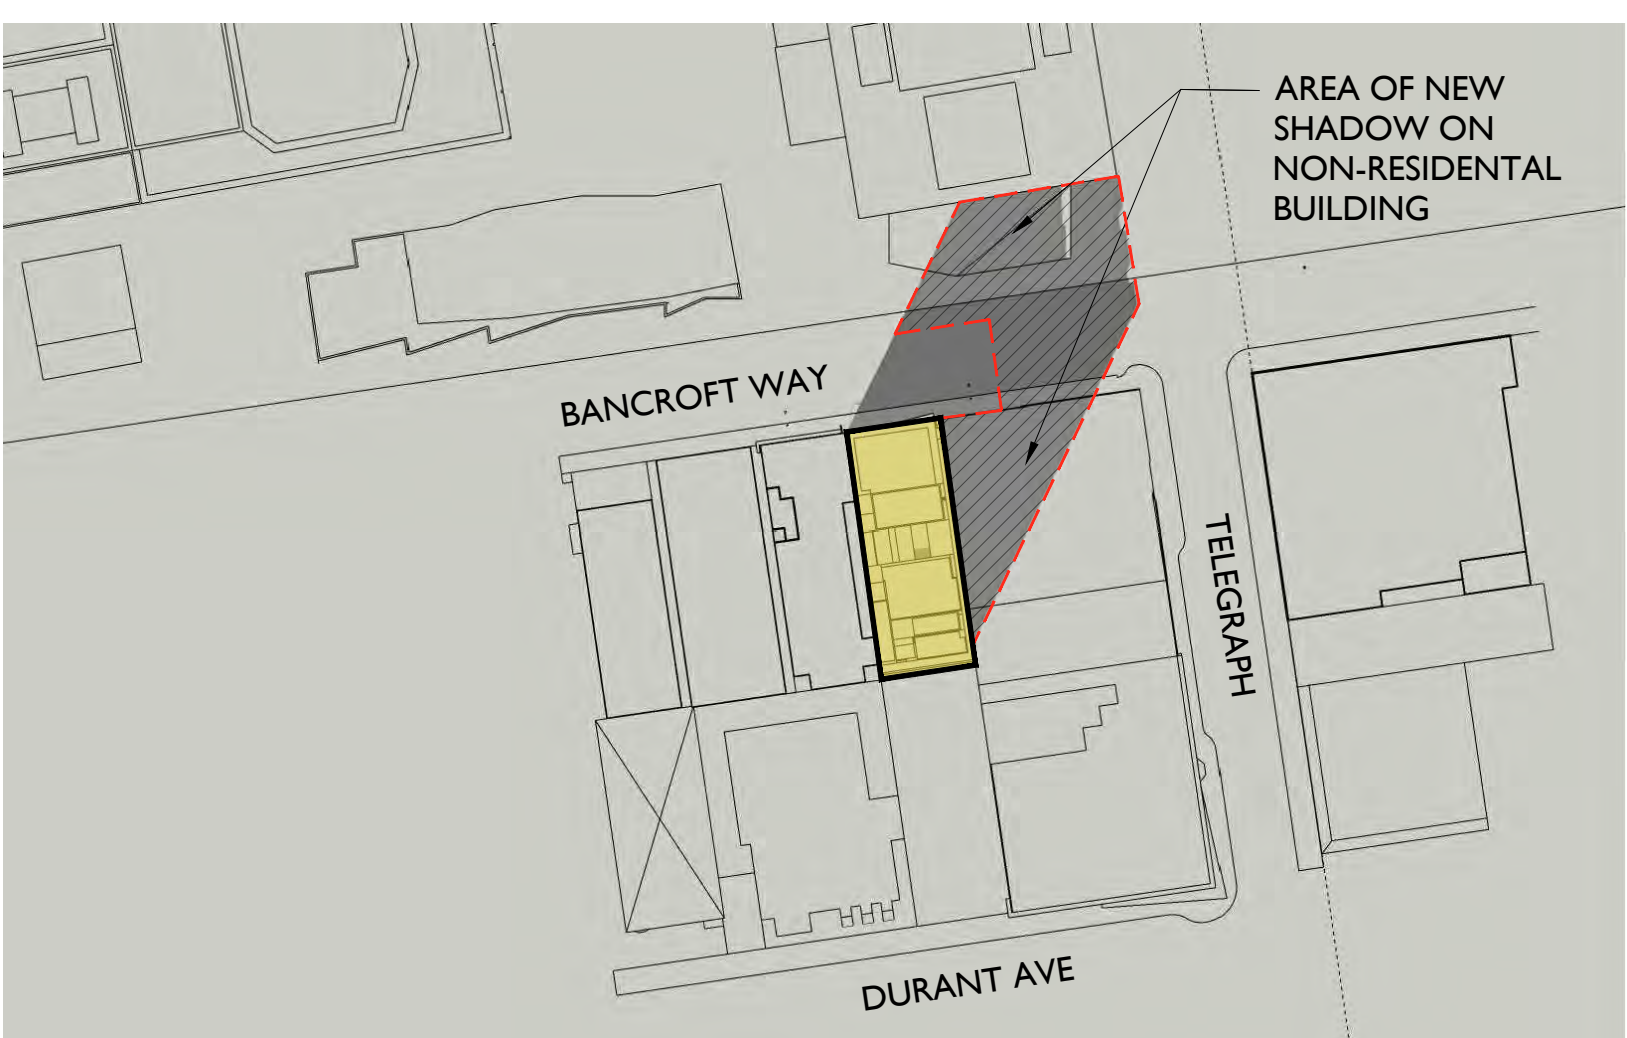 AREA OF NEW
SHADOW ON
NON-RESIDENTAL
BUILDING
BANCROFT WAY
TELEGRAPH
DURANT AVE